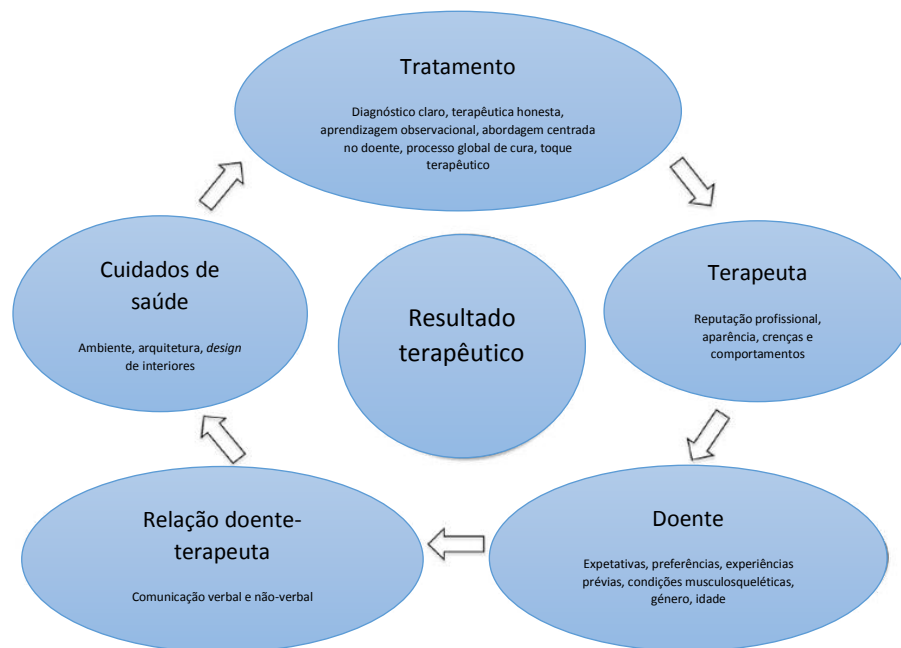 Tratamento
Diagnóstico claro, terapêutica honesta,
aprendizagem observacional, abordagem centrada
no doente, processo global de cura, toque
terapêutico
Cuidados de
saúde
Ambiente, arquitetura, design
de interiores
Resultado
terapêutico
Terapeuta
Reputação profissional,
aparência, crenças e
comportamentos
Relação doente-
terapeuta
Comunicação verbal e não-verbal
Doente
Expetativas, preferências, experiências
prévias, condições musculosqueléticas,
género, idade